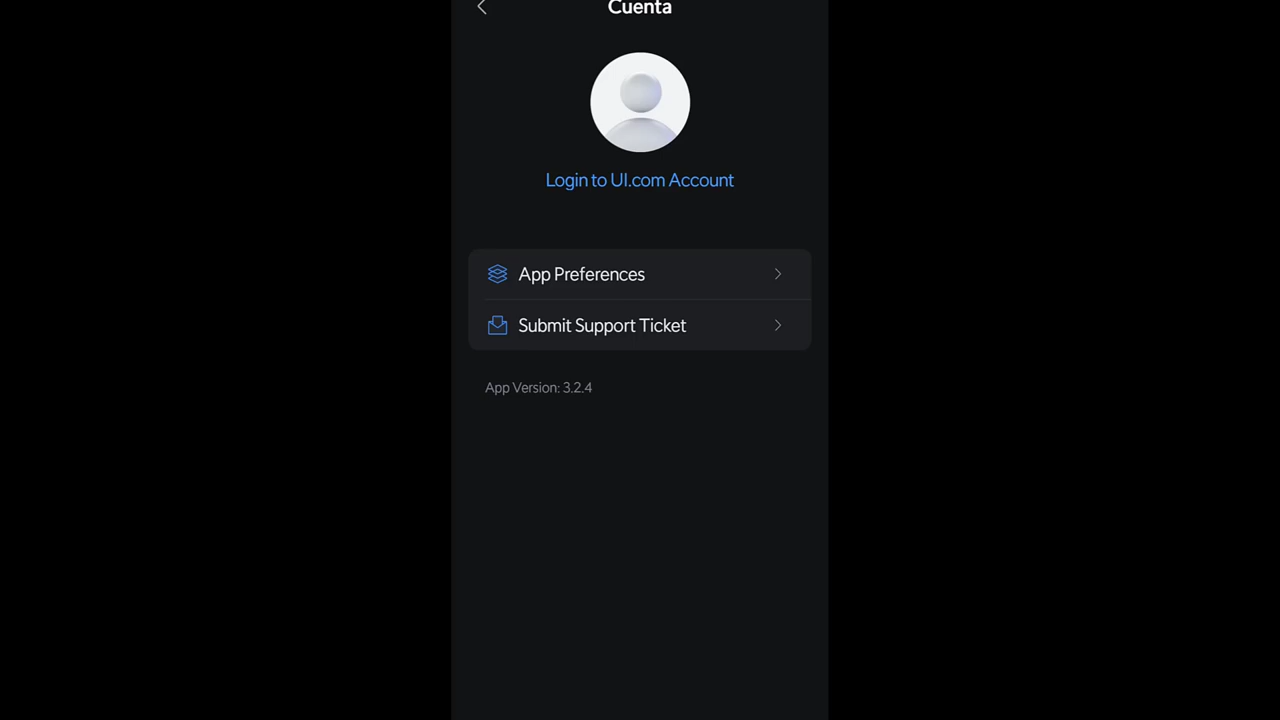 Cuenta
Login to UI.com Account
App Preferences
Submit Support Ticket
App Version: 3.2.4